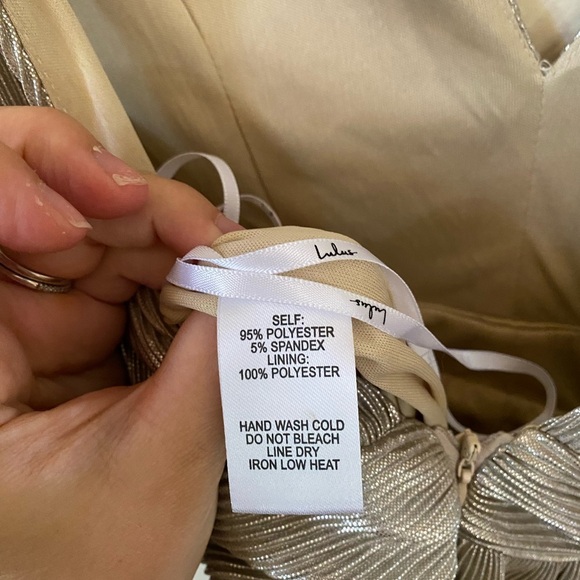 Lulus
Lulus
SELF:
95% POLYESTER
5% SPANDEX
LINING:
100% POLYESTER
HAND WASH COLD
DO NOT BLEACH
LINE DRY
IRON LOW HEAT